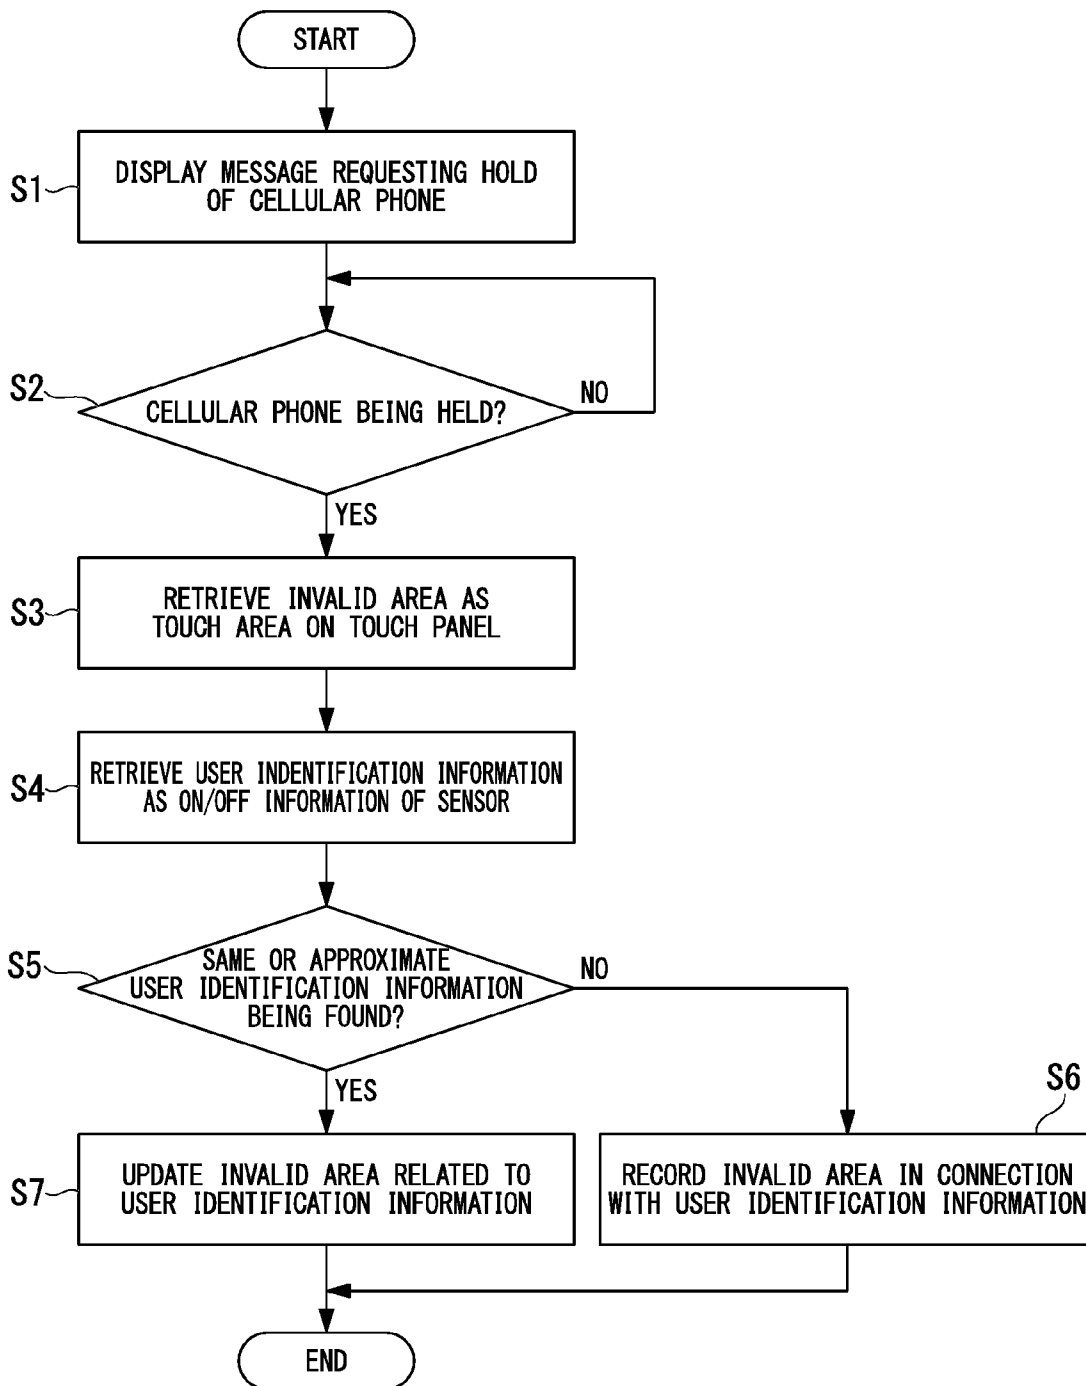 START
S1
DISPLAY MESSAGE REQUESTING HOLD
OF CELLULAR PHONE
S2
CELLULAR PHONE BEING HELD?
NO
YES
S3
RETRIEVE INVALID AREA AS
TOUCH AREA ON TOUCH PANEL
S4
RETRIEVE USER INDENTIFICATION INFORMATION
AS ON/OFF INFORMATION OF SENSOR
S5
SAME OR APPROXIMATE
USER IDENTIFICATION INFORMATION
BEING FOUND?
NO
YES
S6
S7
UPDATE INVALID AREA RELATED TO
USER IDENTIFICATION INFORMATION
RECORD INVALID AREA IN CONNECTION
WITH USER IDENTIFICATION INFORMATION
END